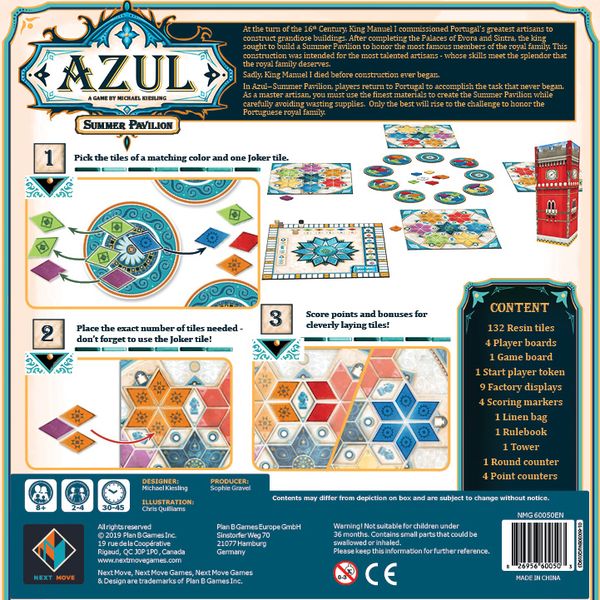 AZUL
A GAME BY MICHAEL KIESLING
SUMMER PAVILION
At the turn of the 16th Century, King Manuel I commissioned Portugal's greatest artisans to
construct grandiose buildings. After completing the Palaces of Evora and Sintra, the king
sought to build a Summer Pavilion to honor the most famous members of the royal family. This
construction was intended for the most talented artisans - whose skills meet the splendor that
the royal family deserves.
Sadly, King Manuel I died before construction ever began.
In Azul–Summer Pavilion, players return to Portugal to accomplish the task that never began.
As a master artisan, you must use the finest materials to create the Summer Pavilion while
carefully avoiding wasting supplies. Only the best will rise to the challenge to honor the
Portuguese royal family.
1
Pick the tiles of a matching color and one Joker tile.
2
Place the exact number of tiles needed -
don't forget to use the Joker tile!
3
Score points and bonuses for
cleverly laying tiles!
CONTENT
132 Resin tiles
4 Player boards
1 Game board
1 Start player token
9 Factory displays
4 Scoring markers
1 Linen bag
1 Rulebook
1 Tower
1 Round counter
4 Point counters
8+
2-4
30-45
DESIGNER:
Michael Kiesling
ILLUSTRATION:
Chris Quilliams
PRODUCER:
Sophie Gravel
Contents may differ from depiction on box and are subject to change without notice.
NEXT MOVE
All rights reserved
© 2019 Plan B Games Inc.
19 rue de la Coopérative
Rigaud, QC J0P 1P0, Canada
www.nextmovegames.com
Plan B Games Europe GmbH
Sinstorfer Weg 70
21077 Hamburg
Germany
Next Move, Next Move Games, Next Move Games
& Design are trademarks of Plan B Games Inc.
Warning! Not suitable for children under
36 months. Contains small parts that could be
swallowed or inhaled.
Please keep this information for further reference.
0-3
CE
NMG 60050EN
8 26956 60050 3
MADE IN CHINA